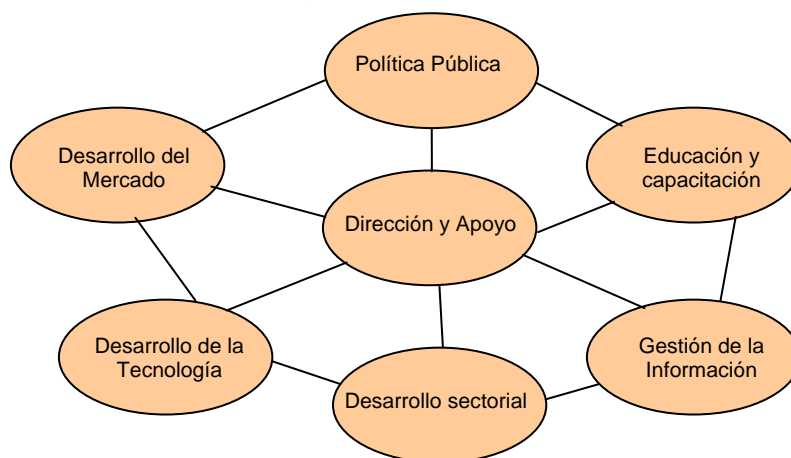 Política Pública
Desarrollo del
Mercado
Educación y
capacitación
Dirección y Apoyo
Desarrollo de la
Tecnología
Gestión de la
Información
Desarrollo sectorial